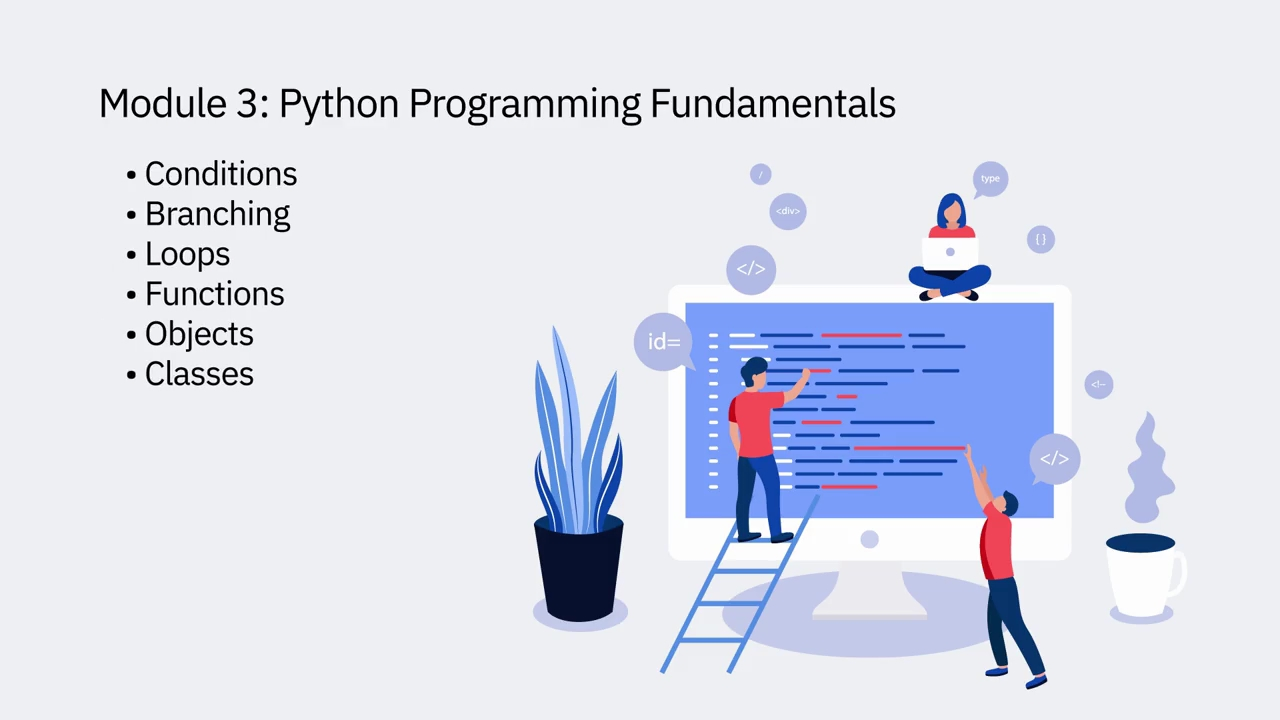 Module 3: Python Programming Fundamentals
• Conditions
• Branching
• Loops
• Functions
• Objects
• Classes
/
<div>
type
{ }
</>
id=
<!--
</>